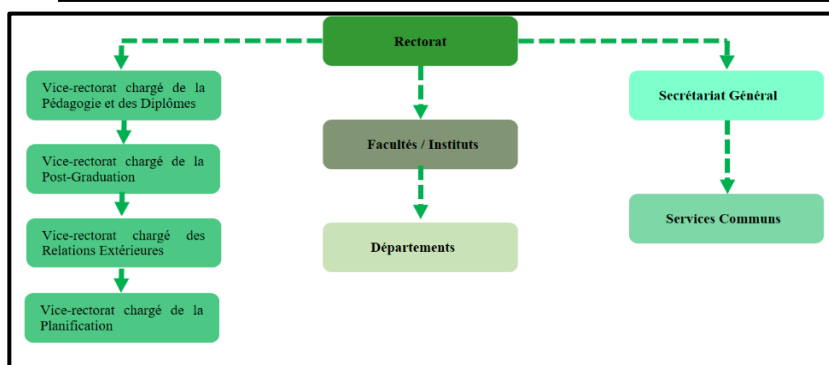 Rectorat
Vice-rectorat chargé de la
Pédagogie et des Diplômes
Vice-rectorat chargé de la
Post-Graduation
Vice-rectorat chargé des
Relations Extérieures
Vice-rectorat chargé de la
Planification
Facultés / Instituts
Départements
Secrétariat Général
Services Communs